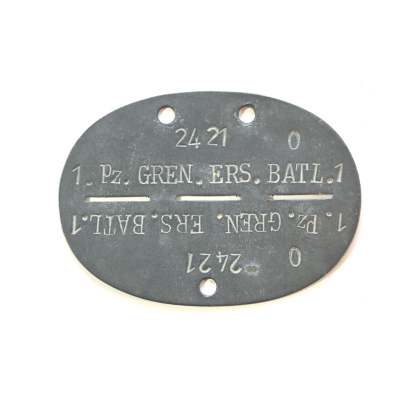 2421 0
1. Pz. GREN. ERS. BATL. 1
1. Pz. GREN. ERS. BATL. 1
2421 0